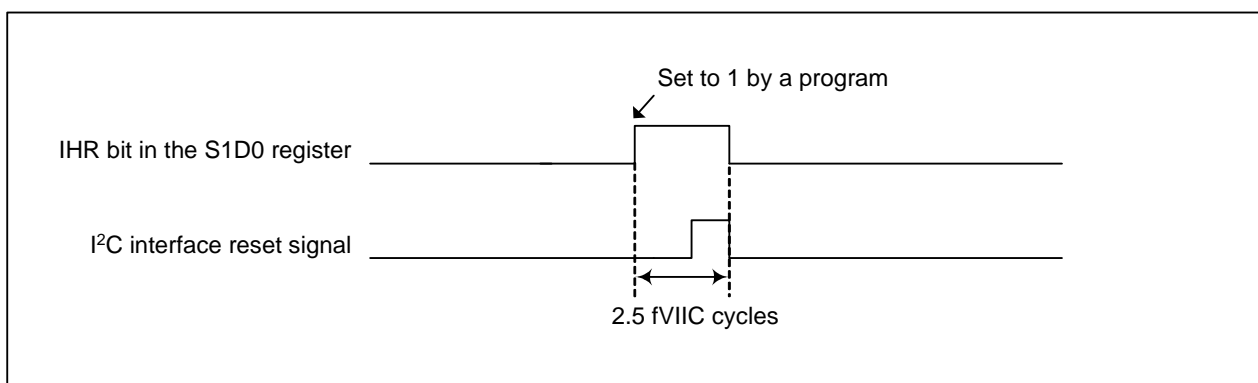 Set to 1 by a program
IHR bit in the S1D0 register
I²C interface reset signal
2.5 fVIIC cycles